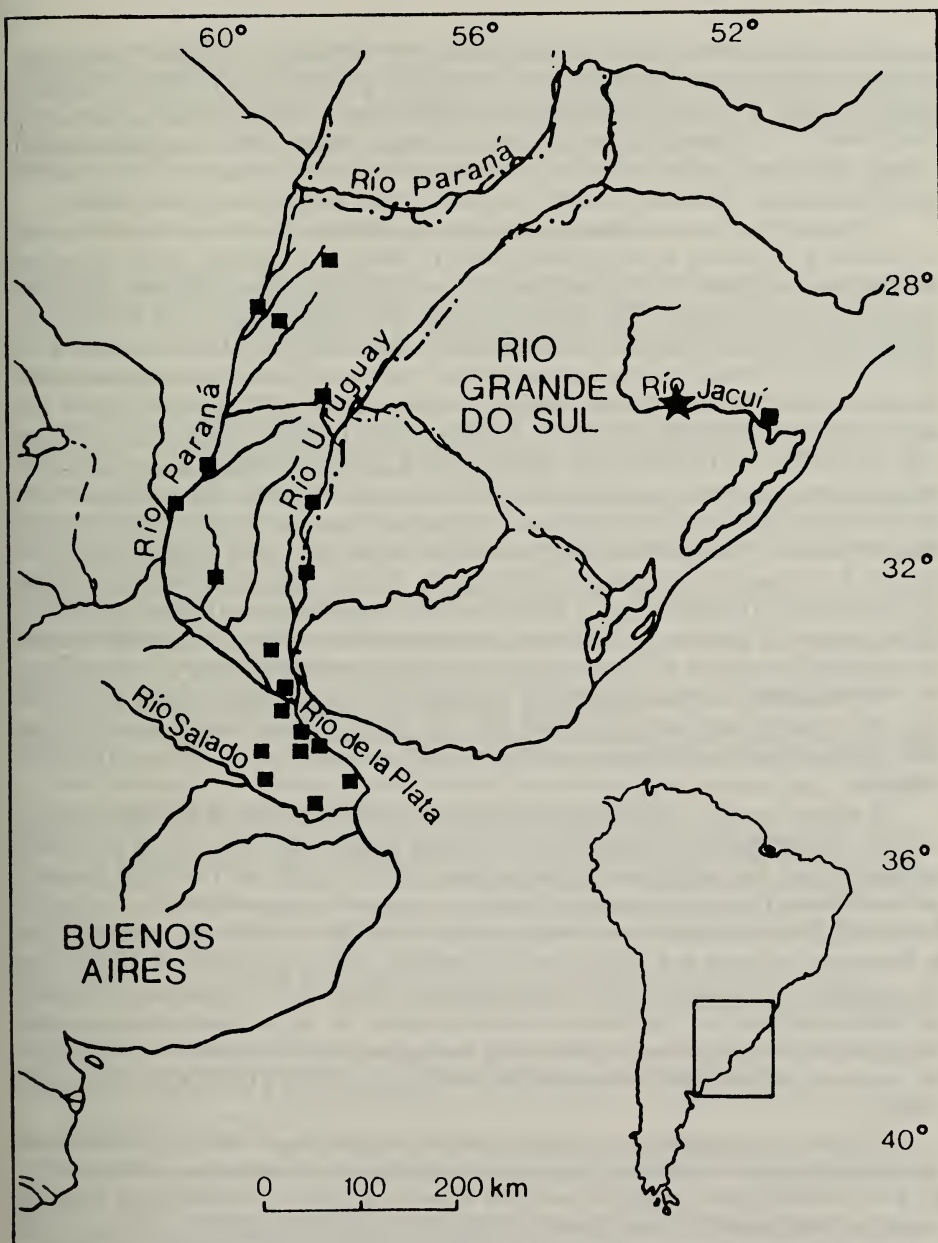 60° 56° 52°
Río Paraná
28°
RIO
GRANDE
DO SUL
Río Jacuí
Río Uruguay
Río Paraná
32°
Río Salado
Río de la Plata
36°
BUENOS
AIRES
40°
0 100 200 km